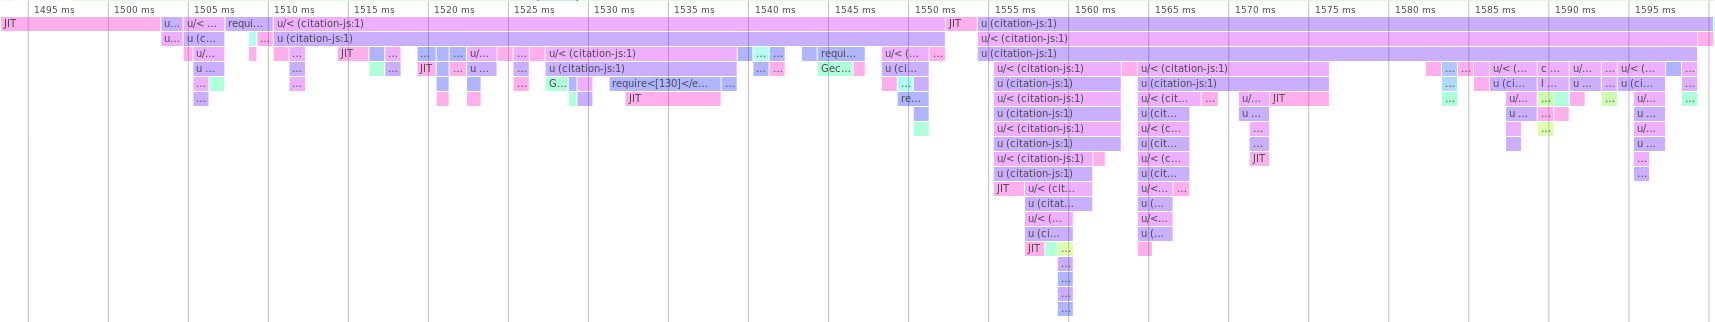 1495 ms 1500 ms 1505 ms 1510 ms 1515 ms 1520 ms 1525 ms 1530 ms 1535 ms 1540 ms 1545 ms 1550 ms 1555 ms 1560 ms 1565 ms 1570 ms 1575 ms 1580 ms 1585 ms 1590 ms 1595 ms
JIT u... u/< ... requi... u/< (citation-js:1) JIT u (citation-js:1)
u... u (c... ... u (citation-js:1) u/< (citation-js:1) ...
u/... ... JIT ... ... ... ... u/... ... u/< (citation-js:1) ... ... requi... u/< (... ... u (citation-js:1)
u ... ... ... JIT ... u ... ... u (citation-js:1) ... ... Gec... u (ci... u/< (citation-js:1) u/< (citation-js:1) ... ... u/< (... c ... u/... ... u/< (... ...
... ... ... G... require<[130]</e... ... ... u (citation-js:1) u (citation-js:1) ... u (ci... l ... u ... ... u (ci... ...
... JIT re... u/< (citation-js:1) u/< (cit... ... u/... JIT ... u/... ... ... u/... ...
u (citation-js:1) u (cit... u ... u ... ... u ...
u/< (citation-js:1) u/< (c... ... ... u/...
u (citation-js:1) u (cit... ... u ...
u/< (citation-js:1) u/< (c... JIT ...
u (citation-js:1) u (cit... ...
JIT u/< (cit... u/<... ...
u (citat... u (...
u/< (... u/<...
u (ci... u (...
JIT ...
...
...
...
...